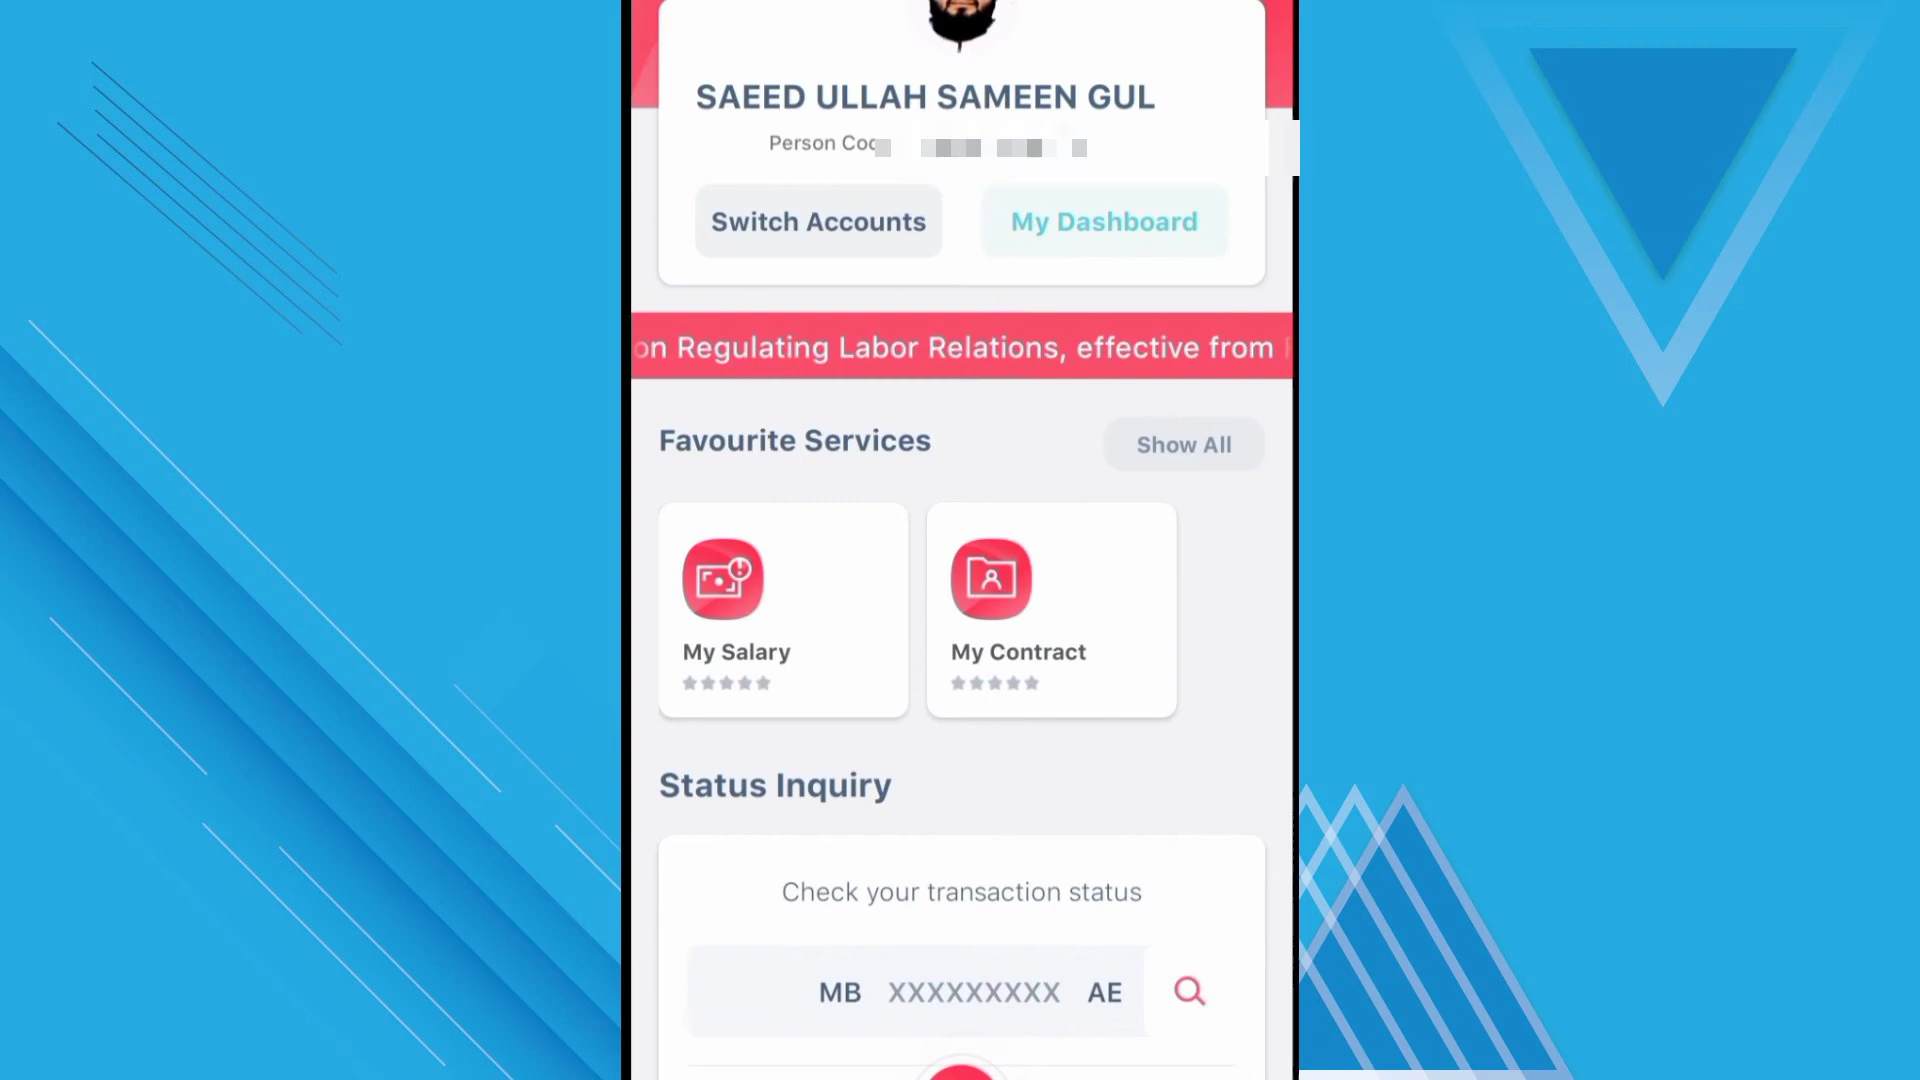 SAEED ULLAH SAMEEN GUL
Person
Switch Accounts
My Dashboard
on Regulating Labor Relations, effective from
Favourite Services
Show All
My Salary
My Contract
Status Inquiry
Check your transaction status
MB XXXXXXXXX AE